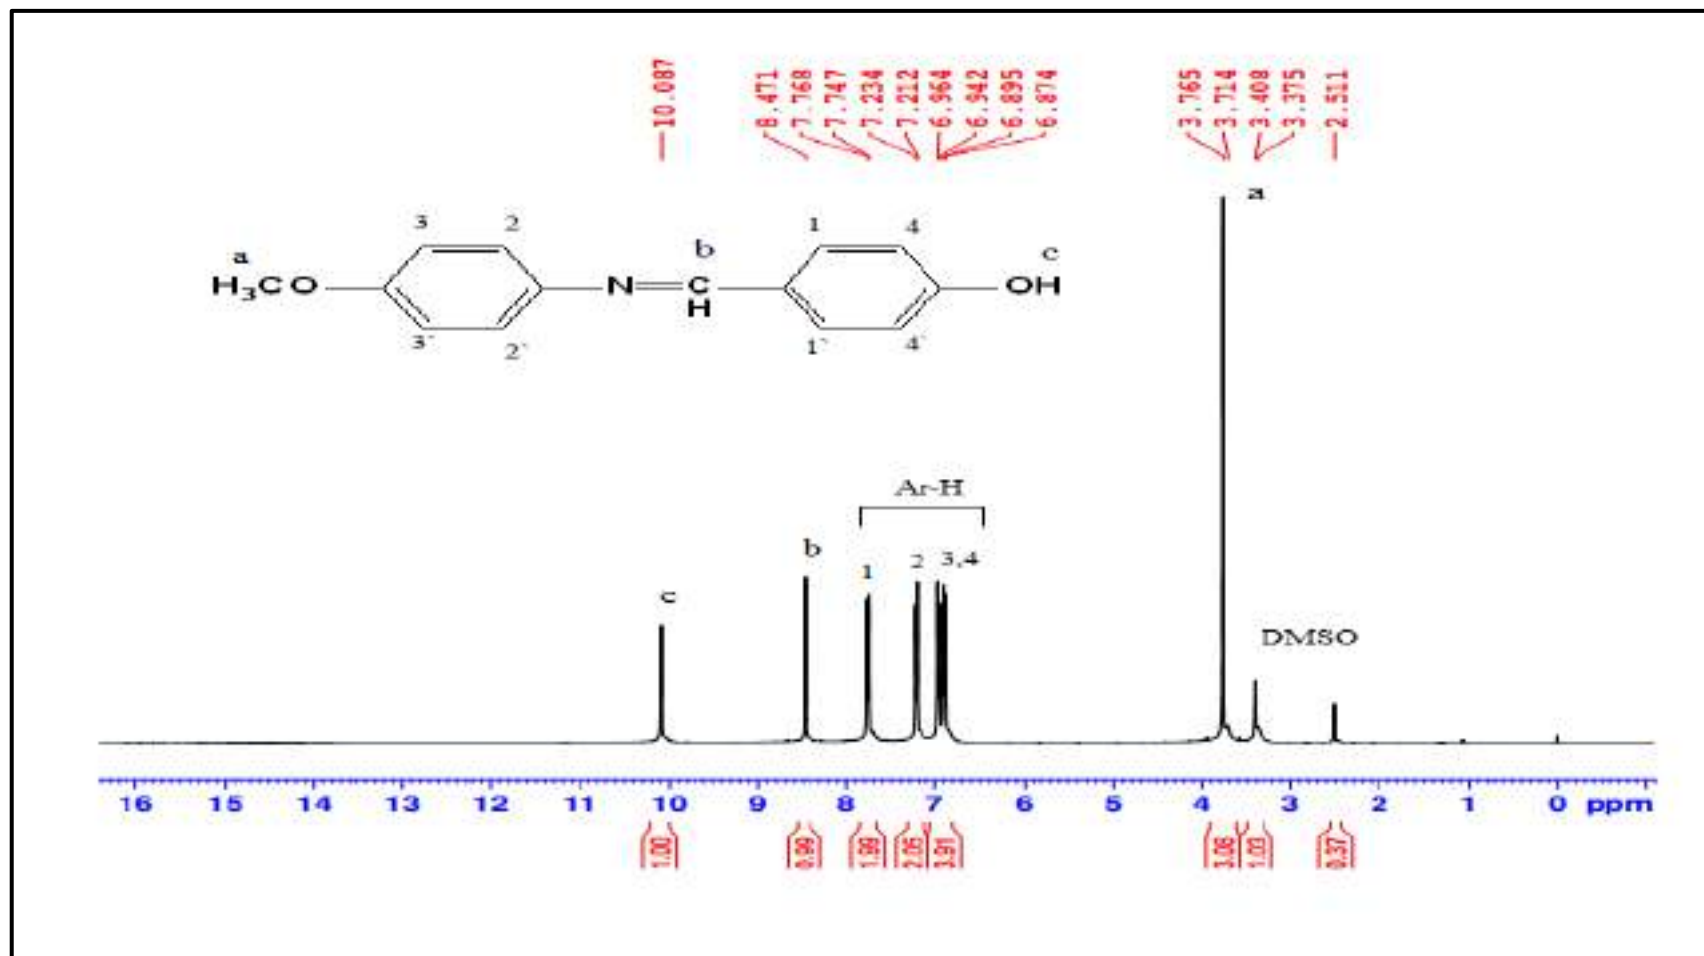 10.087 8.471 7.768 7.747 7.234 7.212 6.964 6.942 6.895 6.874 3.765 3.714 3.408 3.375 2.511
a
3 2 1 4
a b c
H3CO N C OH
H
3` 2` 1` 4`
Ar-H
b 1 2 3,4
c
DMSO
16 15 14 13 12 11 10 9 8 7 6 5 4 3 2 1 0 ppm
1.00 0.99 1.99 2.05 3.91 3.06 1.03 0.37